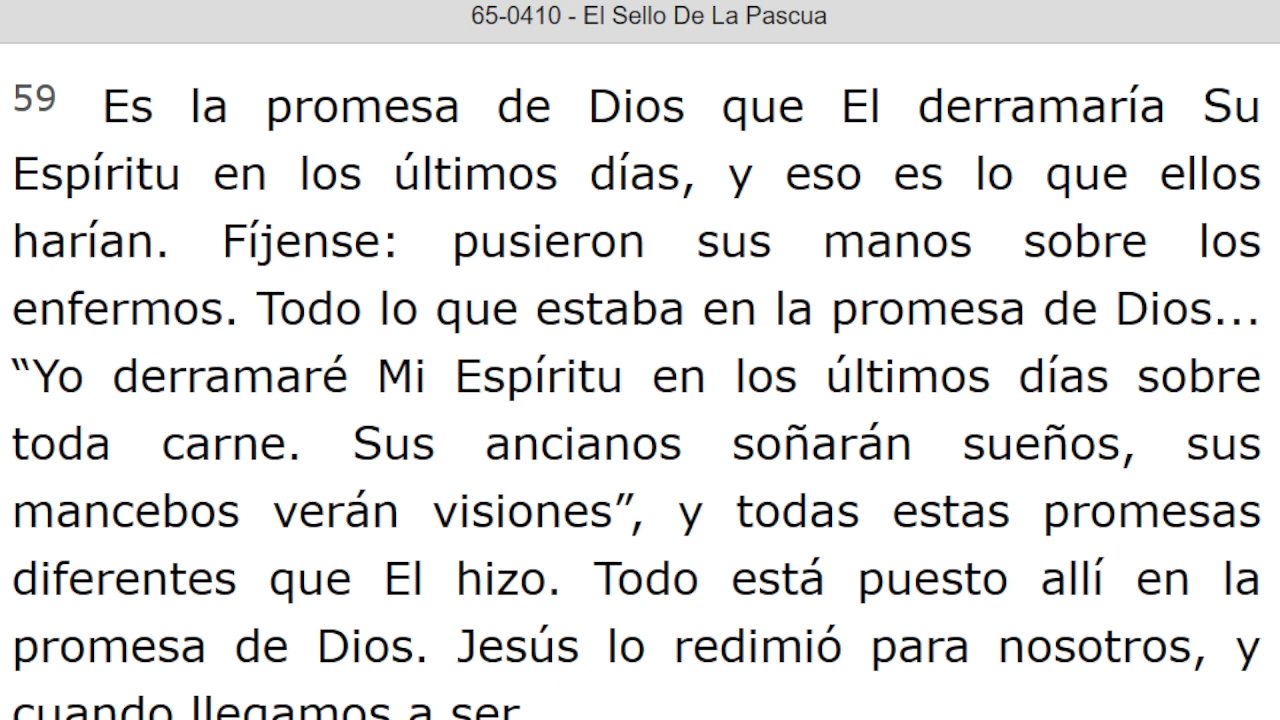 65-0410 - El Sello De La Pascua
59 Es la promesa de Dios que El derramaría Su
Espíritu en los últimos días, y eso es lo que ellos
harían. Fíjense: pusieron sus manos sobre los
enfermos. Todo lo que estaba en la promesa de Dios...
“Yo derramaré Mi Espíritu en los últimos días sobre
toda carne. Sus ancianos soñarán sueños, sus
mancebos verán visiones”, y todas estas promesas
diferentes que El hizo. Todo está puesto allí en la
promesa de Dios. Jesús lo redimió para nosotros, y
cuando llegamos a ser